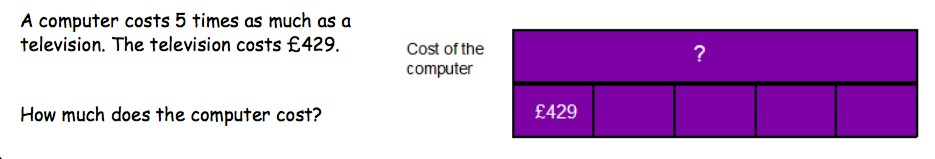 A computer costs 5 times as much as a
television. The television costs £429.
How much does the computer cost?
Cost of the
computer
?
£429